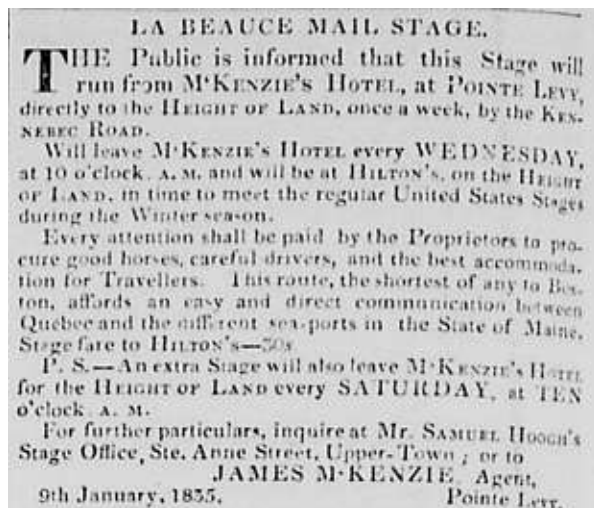 LA BEAUCE MAIL STAGE.
THE Public is informed that this Stage will
run from M'KENZIE'S HOTEL, at POINTE LEVY,
directly to the HEIGHT OF LAND, once a week, by the KEN-
NEBEC ROAD.
Will leave M'KENZIE'S HOTEL every WEDNESDAY,
at 10 o'clock A. M. and will be at HILTON'S, on the HEIGHT
OF LAND, in time to meet the regular United States Stages
during the Winter season.
Every attention shall be paid by the Proprietors to pro-
cure good horses, careful drivers, and the best accommoda-
tion for Travellers. This route, the shortest of any to Bos-
ton, affords an easy and direct communication between
Quebec and the different sea-ports in the State of Maine.
Stage fare to HILTON'S—30s
P. S.—An extra Stage will also leave M'KENZIE'S HOTEL
for the HEIGHT OF LAND every SATURDAY, at TEN
o'clock A. M.
For further particulars, inquire at Mr. SAMUEL HOOGH'S
Stage Office, Ste. Anne Street, Upper-Town; or to
JAMES M'KENZIE, Agent,
9th January, 1835. Pointe Levy.